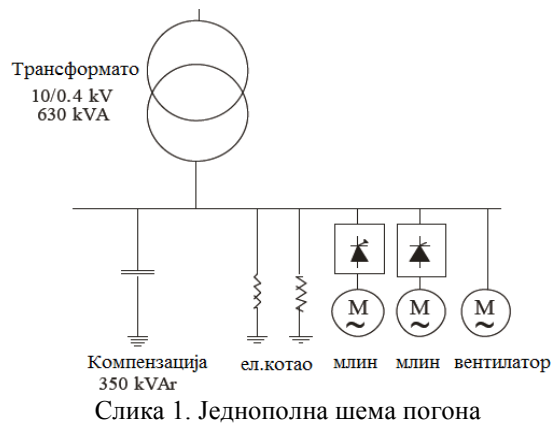 Трансформато
10/0.4 kV
630 kVA
M
~
M
~
M
~
Компензација
350 kVAr
ел.котао
млин
млин
вентилатор
Слика 1. Једнополна шема погона